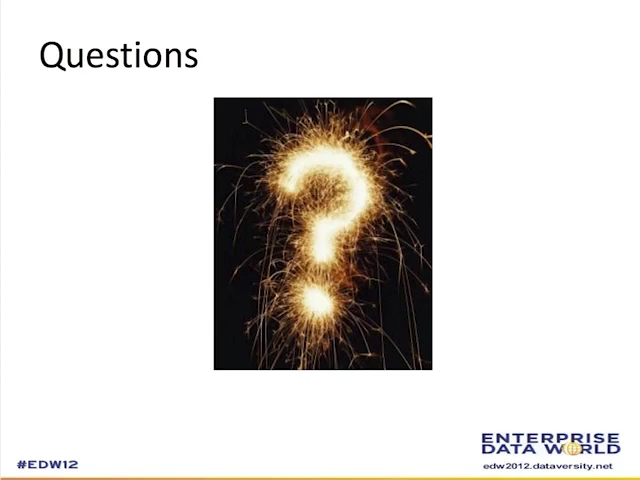 Questions
?
#EDW12
ENTERPRISE
DATA WORLD
edw2012.dataversity.net